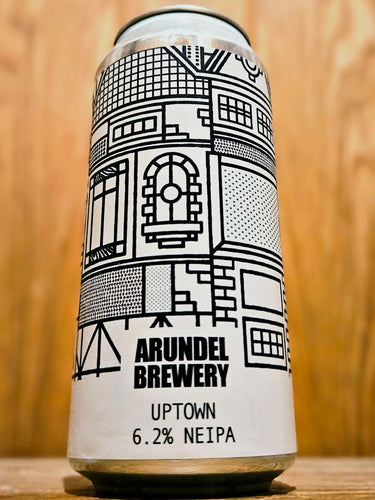 ARUNDEL
BREWERY
UPTOWN
6.2% NEIPA